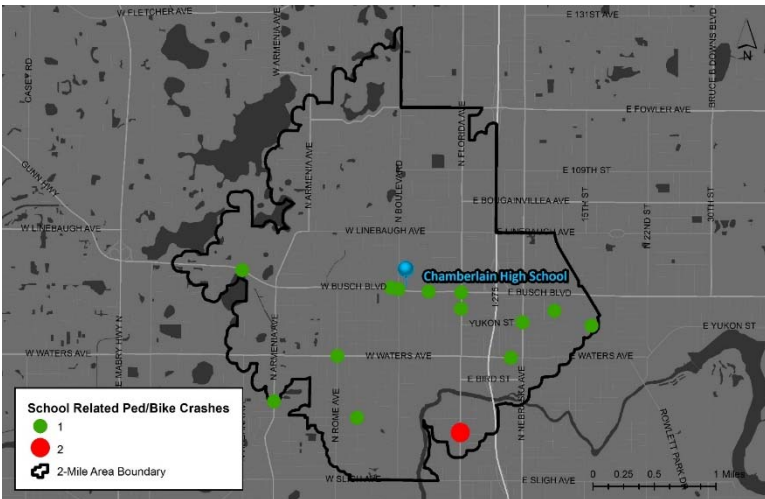 W FLETCHER AVE
E 131ST AVE
CASEY RD
W ARMENIA AVE
BRUCE B DOWNS BLVD
N
E FOWLER AVE
N FLORIDA AVE
GUNN HWY
N ARMENIA AVE
N BOULEVARD
E 109TH ST
15TH ST
30TH ST
E BOUGAINVILLEA AVE
N 22ND ST
W LINEBAUGH AVE
W LINEBAUGH AVE
E LINEBAUGH AVE
Chamberlain High School
W BUSCH BLVD
I 275
E BUSCH BLVD
YUKON ST
E YUKON ST
E MABRY HWY N
N ARMENIA AVE
W WATERS AVE
W WATERS AVE
E WATERS AVE
E BIRD ST
N ROME AVE
N NEBRASKA AVE
ROWLETT PARK DR
School Related Ped/Bike Crashes
1
2
2-Mile Area Boundary
W SLIGH AVE
E SLIGH AVE
0 0.25 0.5 1 Miles